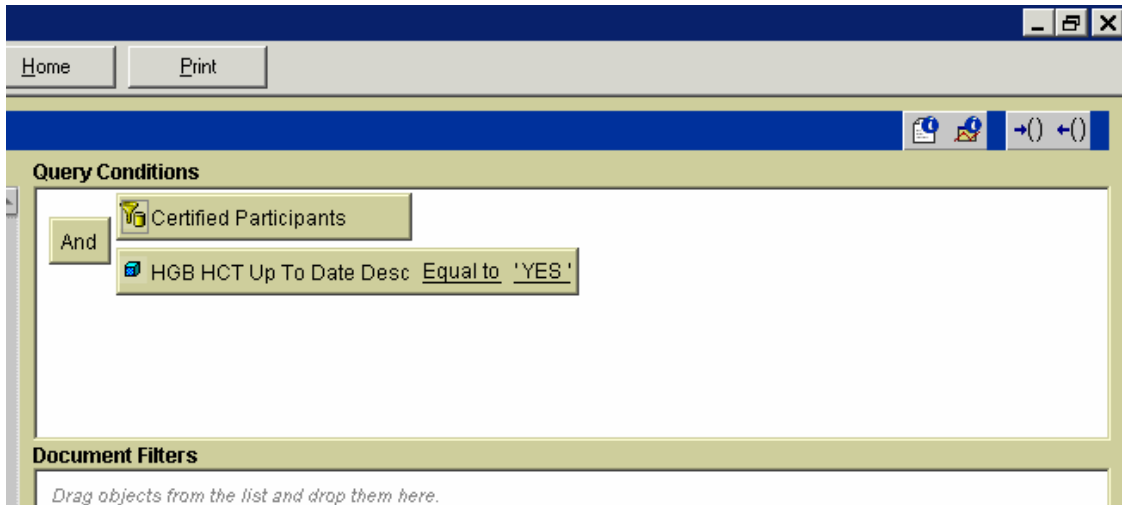 Home Print
→() ←()
Query Conditions
Certified Participants
And
HGB HCT Up To Date Desc Equal to 'YES '
Document Filters
Drag objects from the list and drop them here.